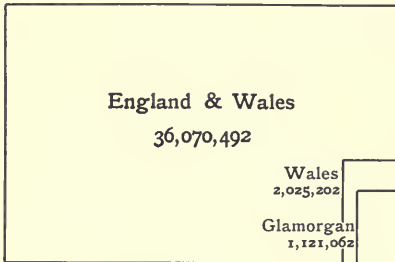 England & Wales
36,070,492
Wales
2,025,202
Glamorgan
1,121,062